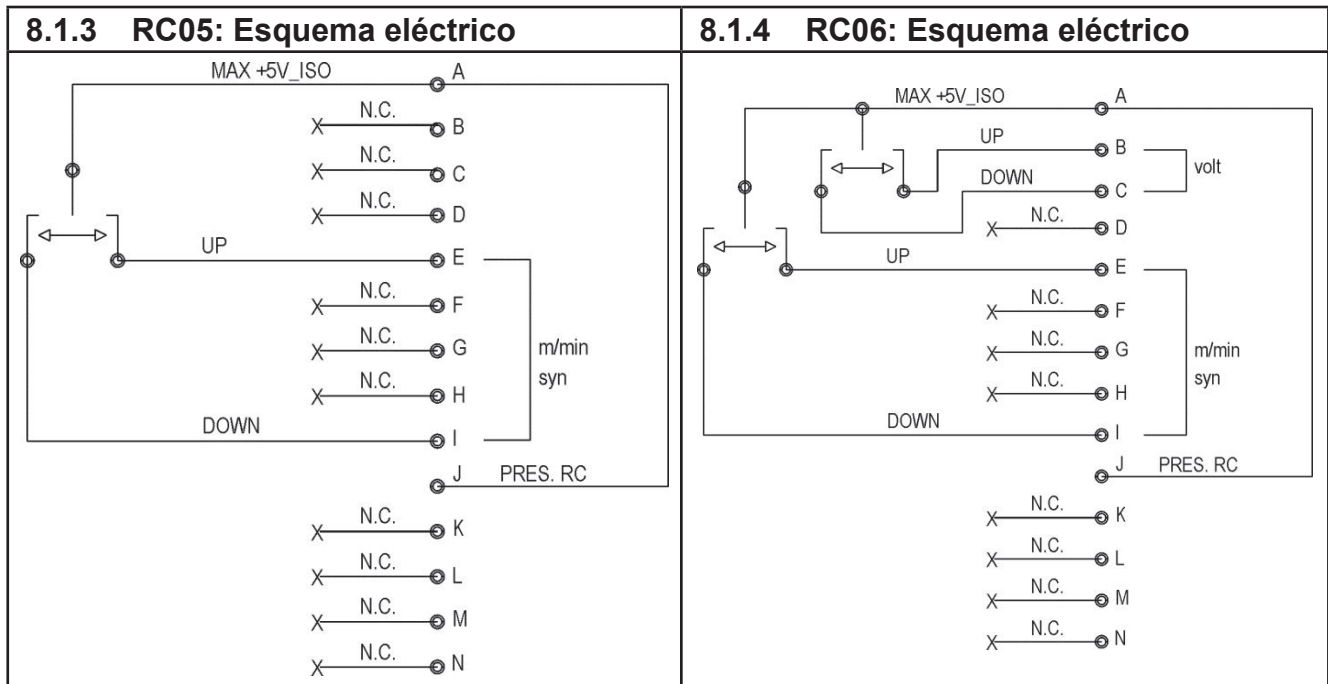 8.1.3 RC05: Esquema eléctrico
MAX +5V_ISO A
N.C. B
N.C. C
N.C. D
UP E
N.C. F
N.C. G m/min
N.C. H syn
DOWN I
J PRES. RC
N.C. K
N.C. L
N.C. M
N.C. N
8.1.4 RC06: Esquema eléctrico
MAX +5V_ISO A
UP B
volt
DOWN C
N.C. D
UP E
N.C. F
N.C. G m/min
N.C. H syn
DOWN I
J PRES. RC
N.C. K
N.C. L
N.C. M
N.C. N